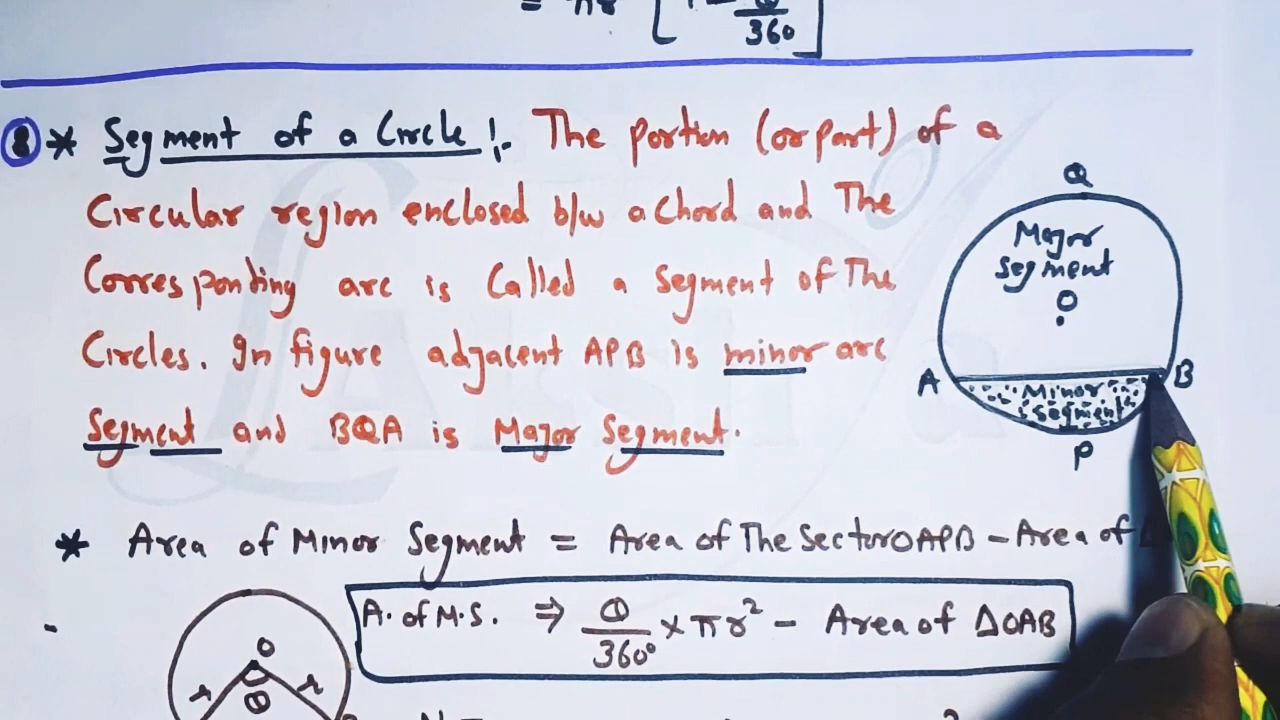 = πr² [1 - θ/360]
8 * Segment of a Circle :- The portion (or part) of a
Circular region enclosed b/w a chord and The
Corresponding arc is Called a segment of The
Circles. In figure adjacent APB is minor arc
Segment and BQA is Major Segment.
Q
Major
segment
O
A
B
Minor
segment
P
* Area of Minor Segment = Area of The Sector OAPB - Area of
A. of M.S. ⇒ θ/360° × πr² - Area of ΔOAB
O
r θ r